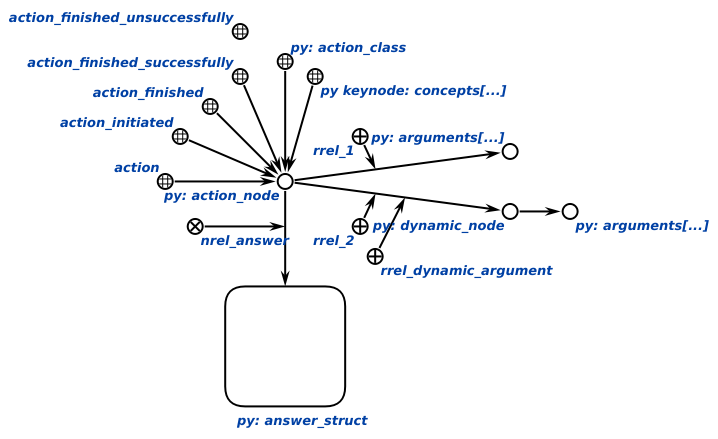 action_finished_unsuccessfully
py: action_class
action_finished_successfully
py keynode: concepts[...]
action_finished
action_initiated
py: arguments[...]
rrel_1
action
py: action_node
py: dynamic_node
py: arguments[...]
nrel_answer
rrel_2
rrel_dynamic_argument
py: answer_struct